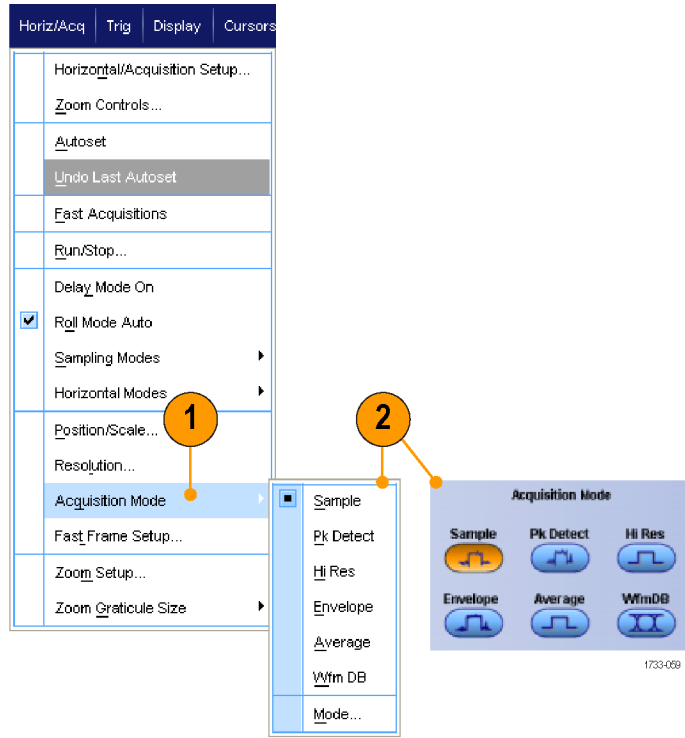 Horiz/Acq Trig Display Cursors
Horizontal/Acquisition Setup...
Zoom Controls...
Autoset
Undo Last Autoset
Fast Acquisitions
Run/Stop...
Delay Mode On
Roll Mode Auto
Sampling Modes
Horizontal Modes
Position/Scale...
Resolution...
Acquisition Mode
Fast Frame Setup...
Zoom Setup...
Zoom Graticule Size
1
2
Sample
Pk Detect
Hi Res
Envelope
Average
Wfm DB
Mode...
Acquisition Mode
Sample Pk Detect Hi Res
Envelope Average WfmDB
1733-059